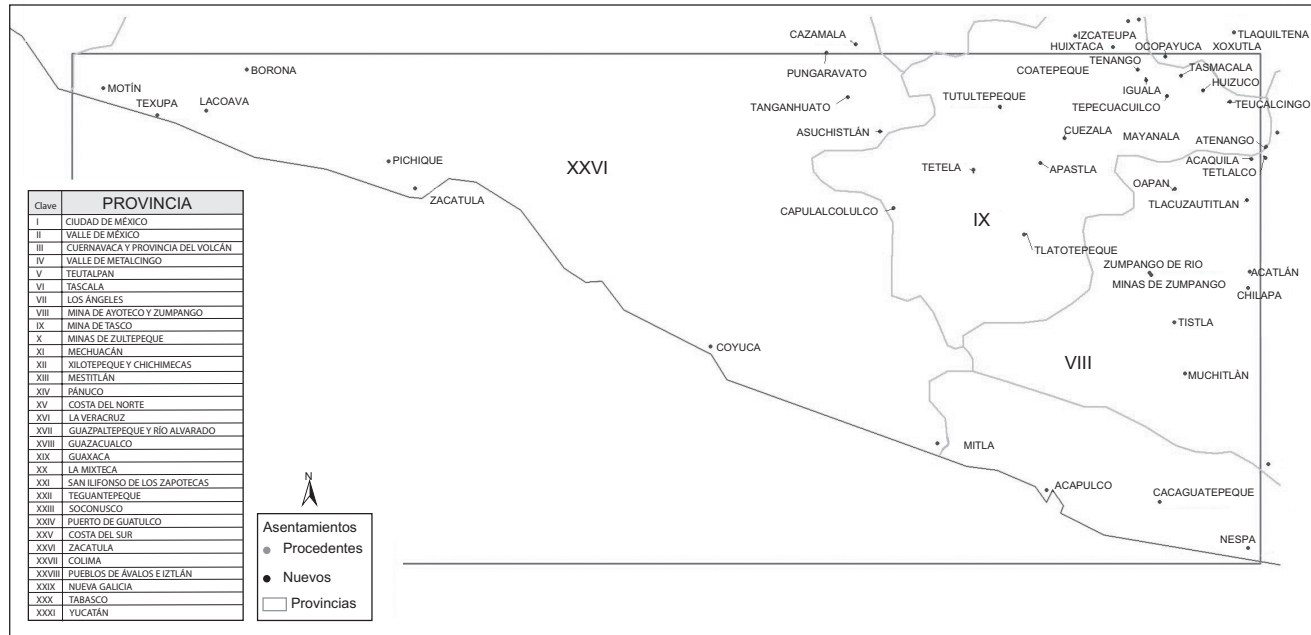 CAZAMALA
IZCATEUPA
TLAQUILTENA
HUIXTACA
OCOPAYUCA
XOXUTLA
PUNGARAVATO
TENANGO
COATEPEQUE
TASMACALA
BORONA
HUIZUCO
MOTÍN
IGUALA
TANGANHUATO
TUTULTEPEQUE
TEPECUACUILCO
TEUCALCINGO
TEXUPA
LACOAVA
ASUCHISTLÁN
CUEZALA
MAYANALA
ATENANGO
PICHIQUE
XXVI
TETELA
APASTLA
ACAQUILA
TETLALCO
ZACATULA
OAPAN
TLACUZAUTITLAN
CAPULALCOLULCO
IX
TLATOTEPEQUE
ZUMPANGO DE RIO
MINAS DE ZUMPANGO
ACATLÁN
CHILAPA
TISTLA
COYUCA
VIII
MUCHITLÀN
MITLA
ACAPULCO
CACAGUATEPEQUE
NESPA
Clave PROVINCIA
I CIUDAD DE MÉXICO
II VALLE DE MÉXICO
III CUERNAVACA Y PROVINCIA DEL VOLCÁN
IV VALLE DE METALCINGO
V TEUTALPAN
VI TASCALA
VII LOS ÁNGELES
VIII MINA DE AYOTECO Y ZUMPANGO
IX MINA DE TASCO
X MINAS DE ZULTEPEQUE
XI MECHUACÁN
XII XILOTEPEQUE Y CHICHIMECAS
XIII MESTITLÁN
XIV PÁNUCO
XV COSTA DEL NORTE
XVI LA VERACRUZ
XVII GUAZPALTEPEQUE Y RÍO ALVARADO
XVIII GUAZACUALCO
XIX GUAXACA
XX LA MIXTECA
XXI SAN ILIFONSO DE LOS ZAPOTECAS
XXII TEGUANTEPEQUE
XXIII SOCONUSCO
XXIV PUERTO DE GUATULCO
XXV COSTA DEL SUR
XXVI ZACATULA
XXVII COLIMA
XXVIII PUEBLOS DE ÁVALOS E IZTLÁN
XXIX NUEVA GALICIA
XXX TABASCO
XXXI YUCATÁN
N
Asentamientos
Procedentes
Nuevos
Provincias